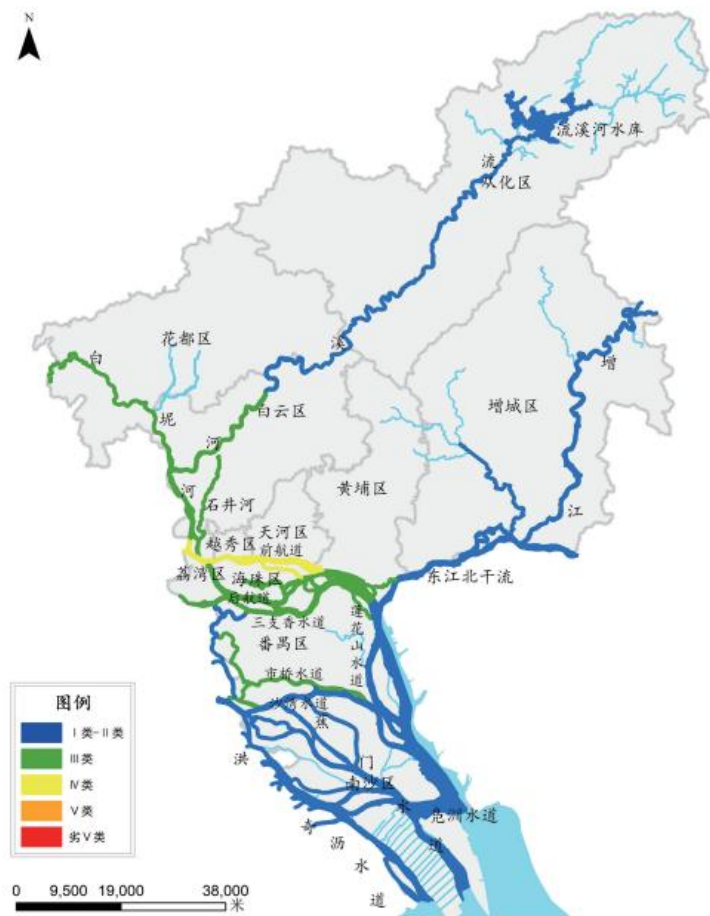 N
流溪河水库
流
从化区
溪
花都区
白
坭
河
白云区
河
增
增城区
江
黄埔区
石井河
天河区
越秀区
前航道
荔湾区
海珠区
后航道
东江北干流
三支香水道
莲花山水道
番禺区
市桥水道
沙湾水道
蕉
门
水
道
南沙区
凫洲水道
洪
奇
沥
水
道
图例
I类-II类
III类
IV类
V类
劣V类
0 9,500 19,000 38,000
米